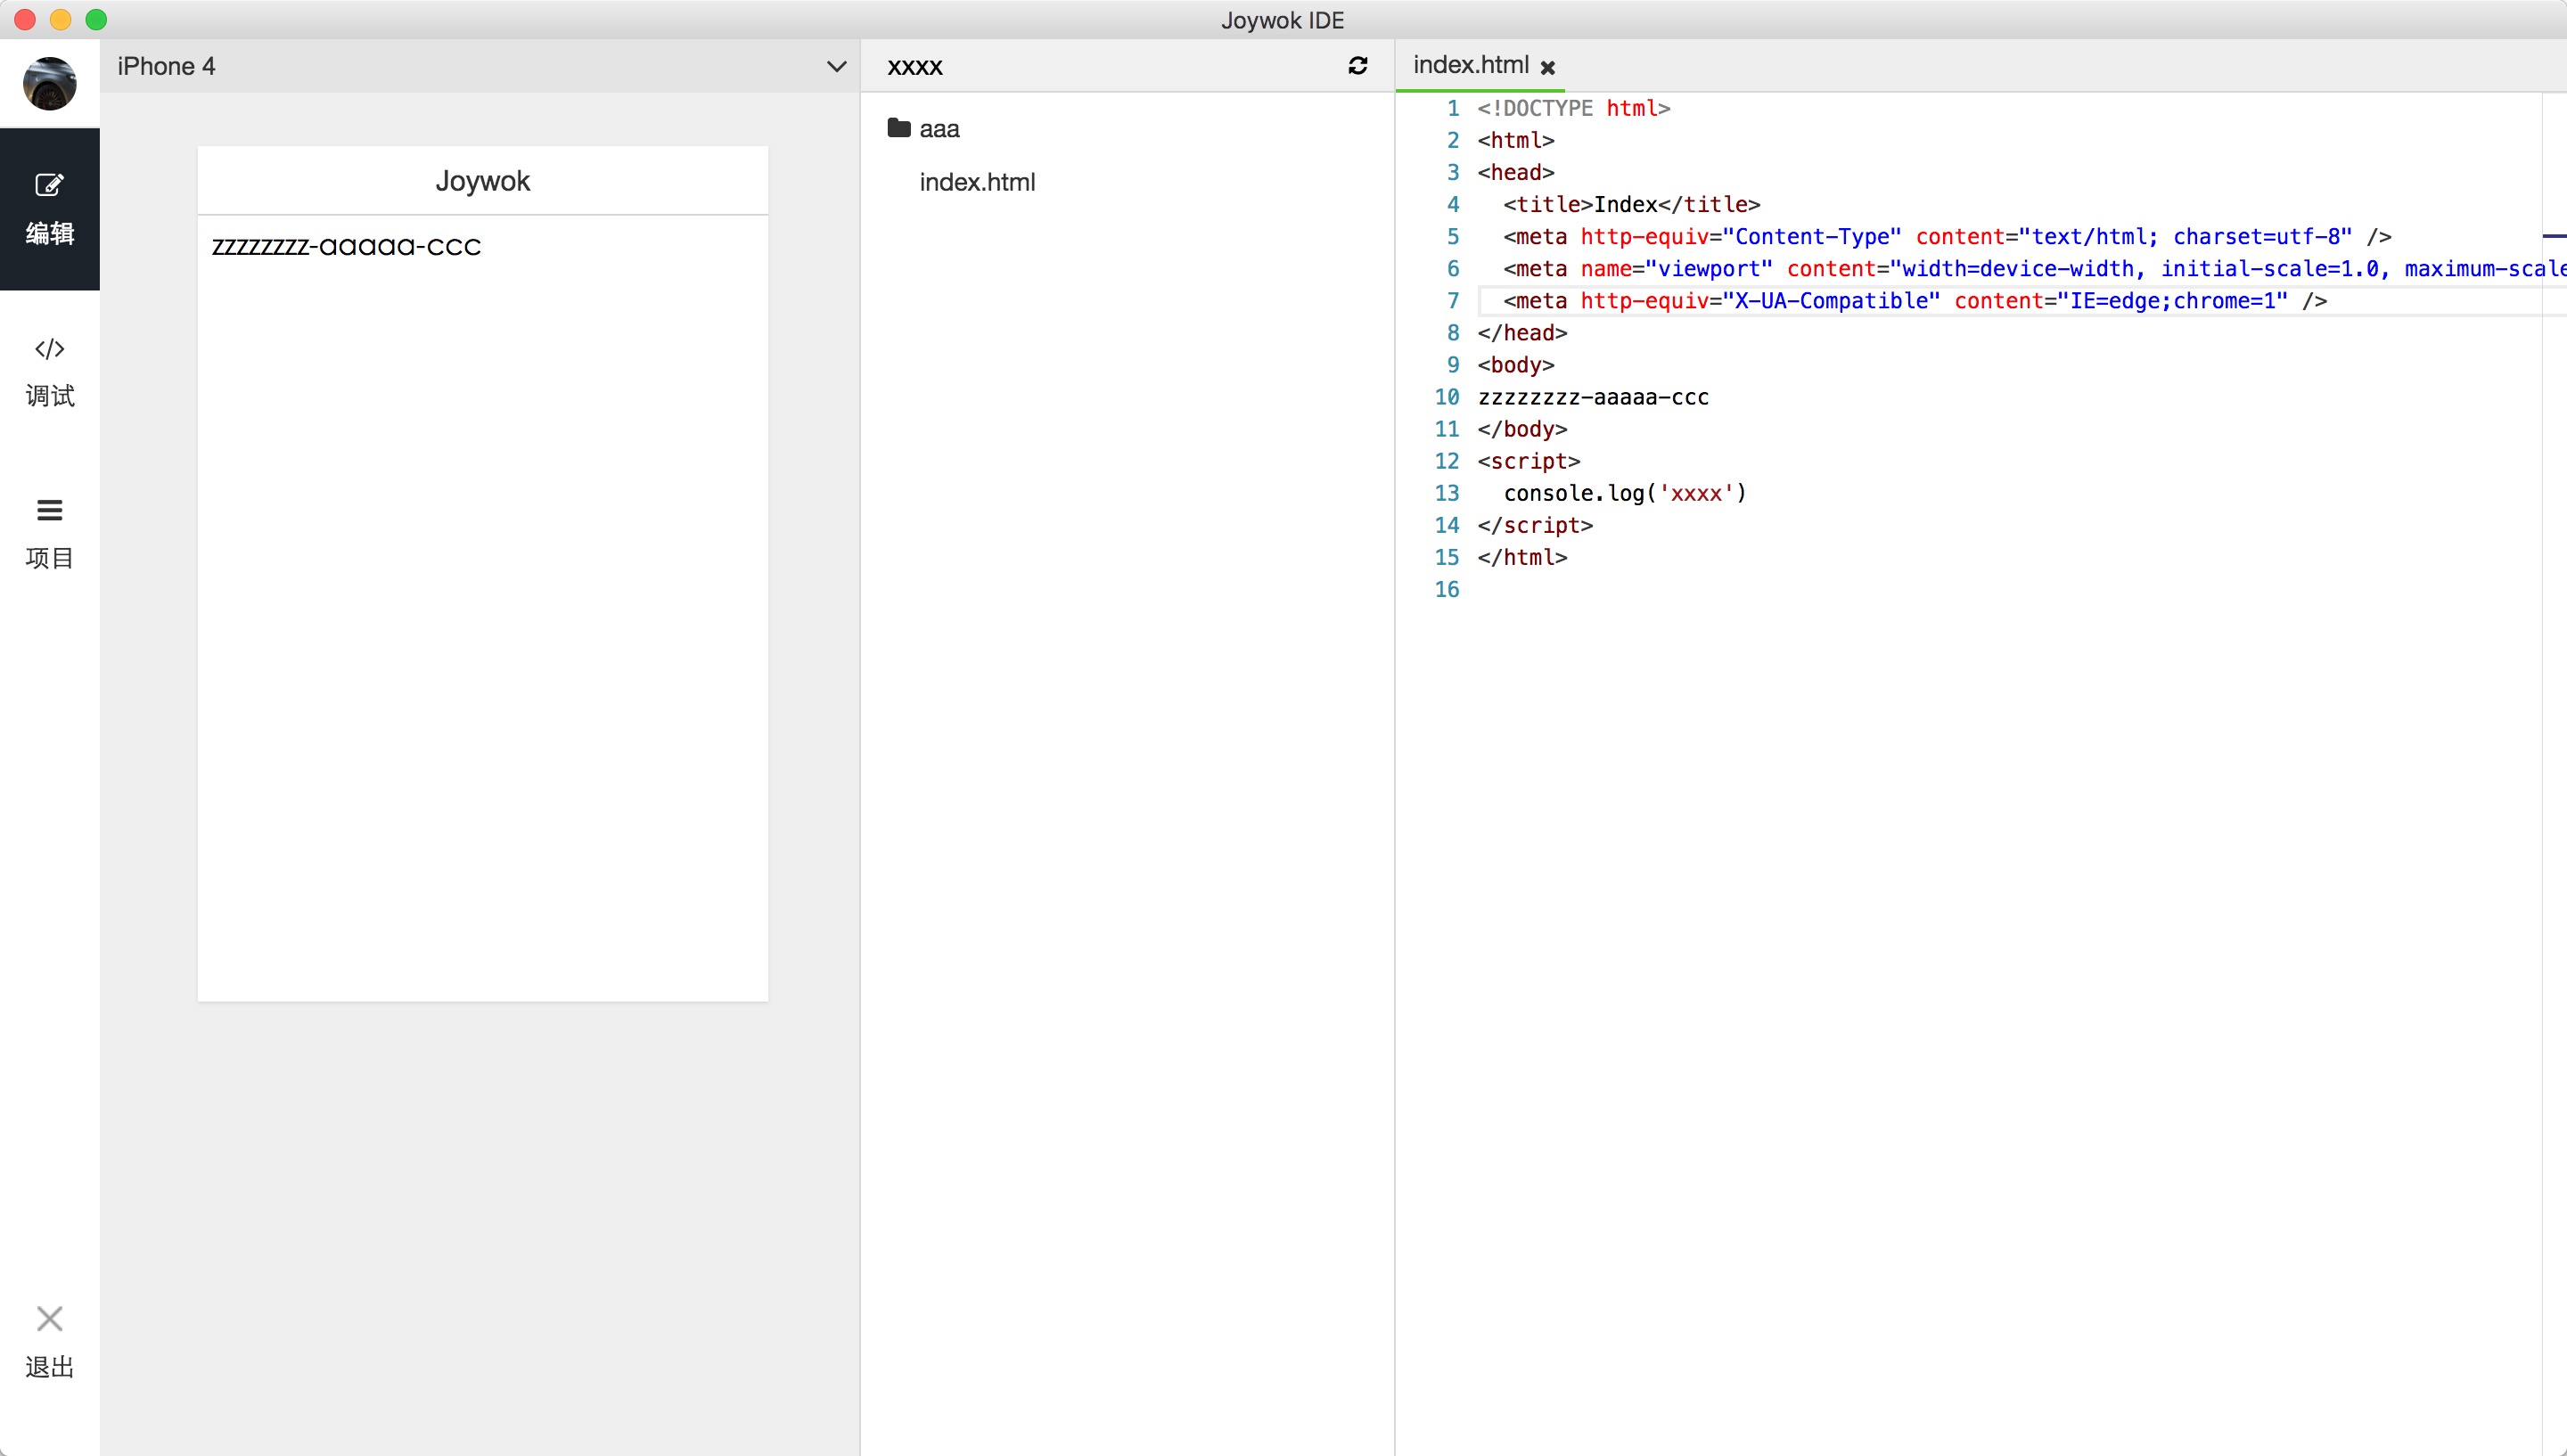 Joywok IDE
编辑
调试
项目
退出
iPhone 4
Joywok
zzzzzzzz-aaaaa-ccc
xxxx
aaa
index.html
index.html
1 <!DOCTYPE html>
2 <html>
3 <head>
4   <title>Index</title>
5   <meta http-equiv="Content-Type" content="text/html; charset=utf-8" />
6   <meta name="viewport" content="width=device-width, initial-scale=1.0, maximum-scale
7   <meta http-equiv="X-UA-Compatible" content="IE=edge;chrome=1" />
8 </head>
9 <body>
10 zzzzzzzz-aaaaa-ccc
11 </body>
12 <script>
13   console.log('xxxx')
14 </script>
15 </html>
16